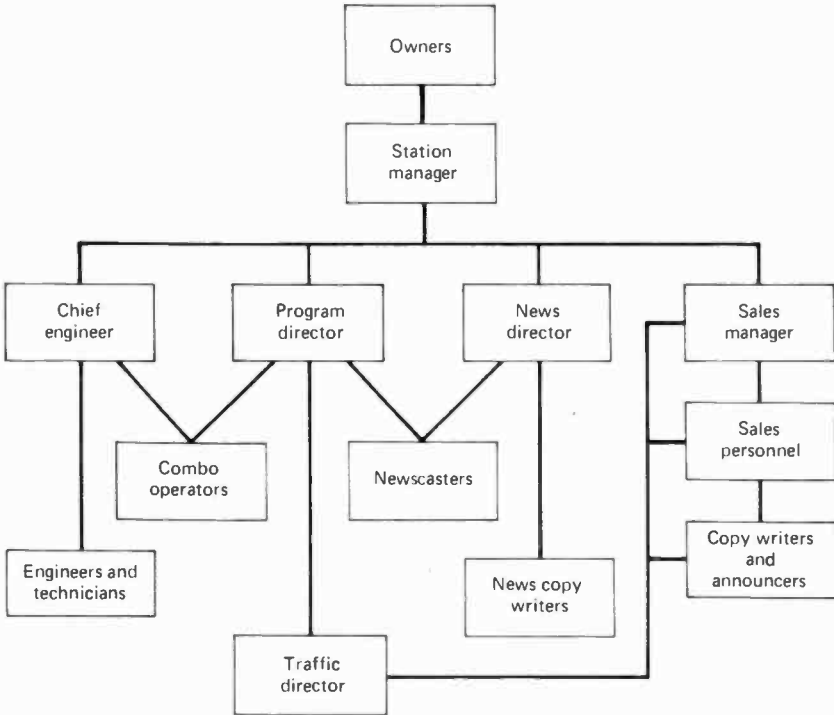 Owners
Station
manager
Chief
engineer
Program
director
News
director
Sales
manager
Combo
operators
Newscasters
Sales
personnel
Engineers and
technicians
News copy
writers
Copy writers
and
announcers
Traffic
director